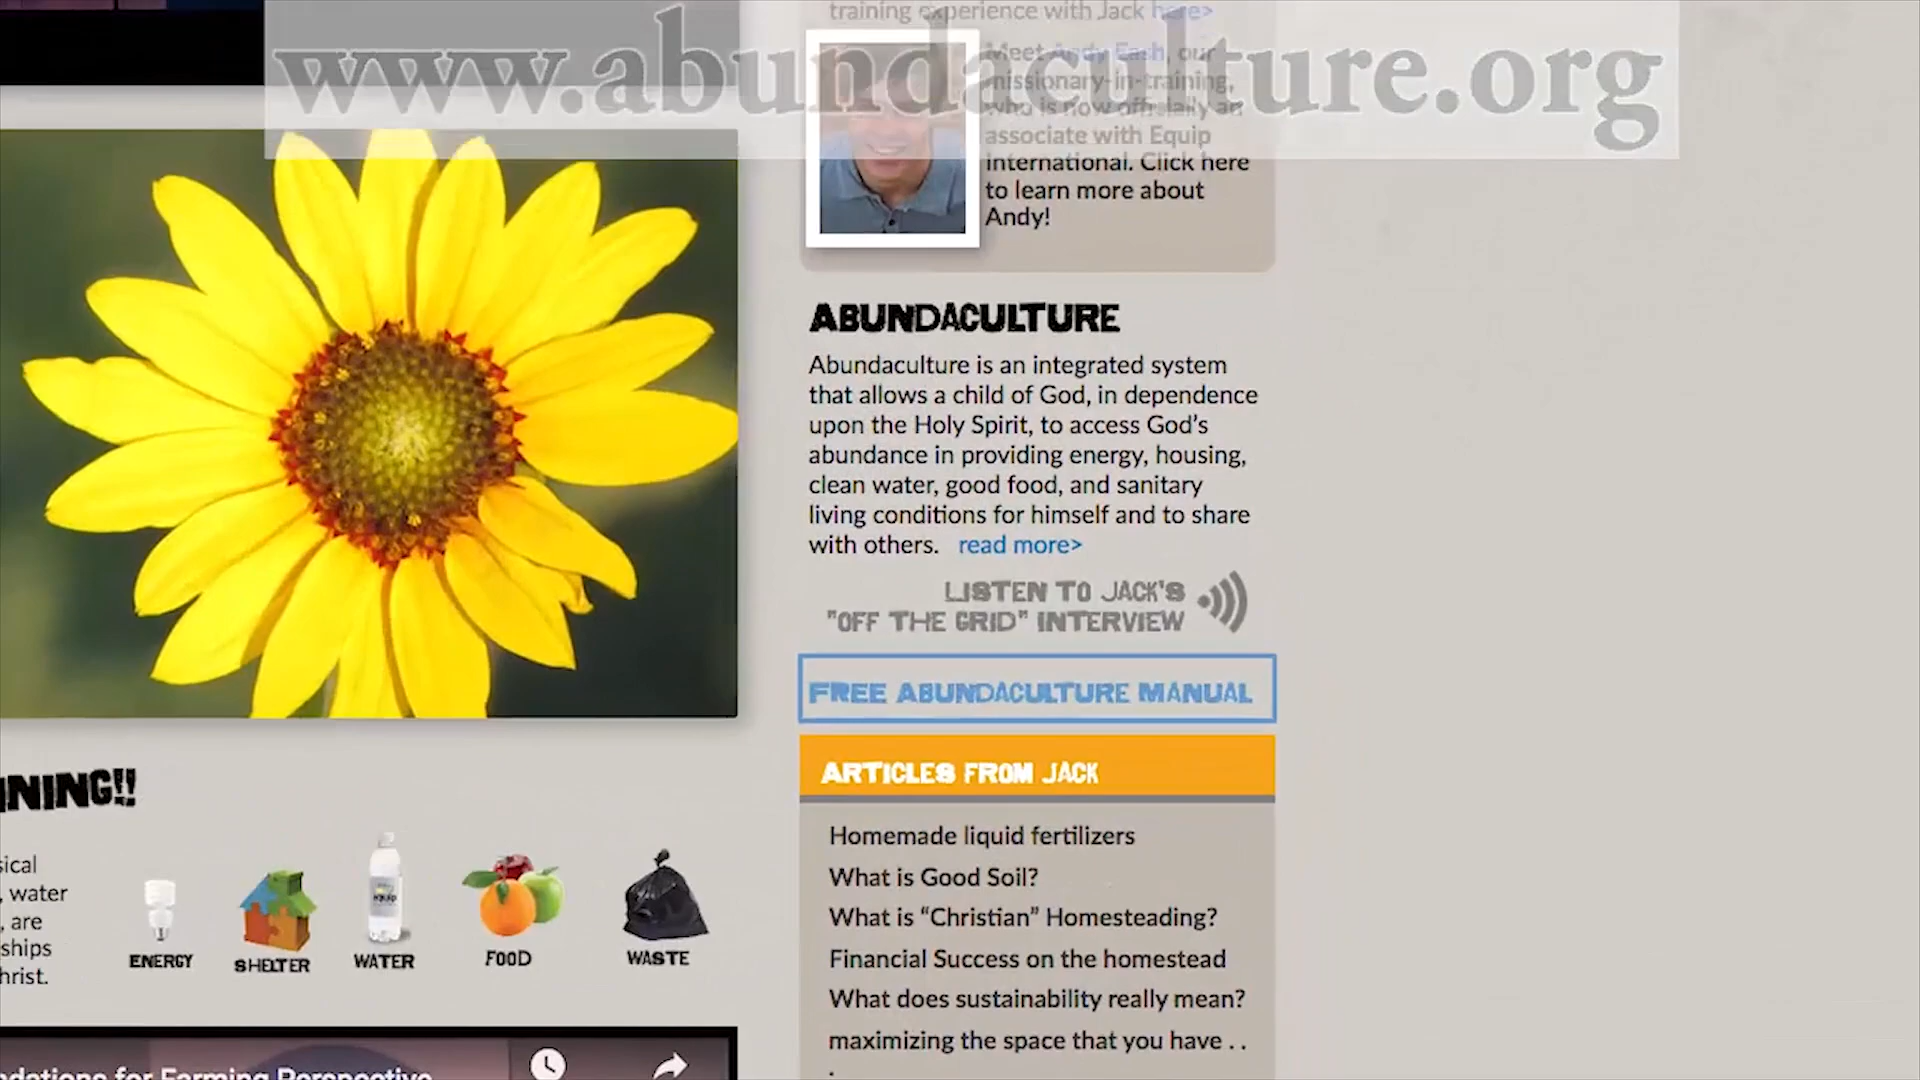 www.abundaculture.org
training experience with Jack here>
Meet Andy Eash, our
missionary-in-training,
who is now officially an
associate with Equip
International. Click here
to learn more about
Andy!
ABUNDACULTURE
Abundaculture is an integrated system
that allows a child of God, in dependence
upon the Holy Spirit, to access God's
abundance in providing energy, housing,
clean water, good food, and sanitary
living conditions for himself and to share
with others. read more>
LISTEN TO JACK'S
"OFF THE GRID" INTERVIEW
FREE ABUNDACULTURE MANUAL
ARTICLES FROM JACK
Homemade liquid fertilizers
What is Good Soil?
What is “Christian” Homesteading?
Financial Success on the homestead
What does sustainability really mean?
maximizing the space that you have . .
.
INING!!
sical
, water
, are
ships
hrist.
ENERGY
SHELTER
WATER
FOOD
WASTE
dations for Farming Perspective